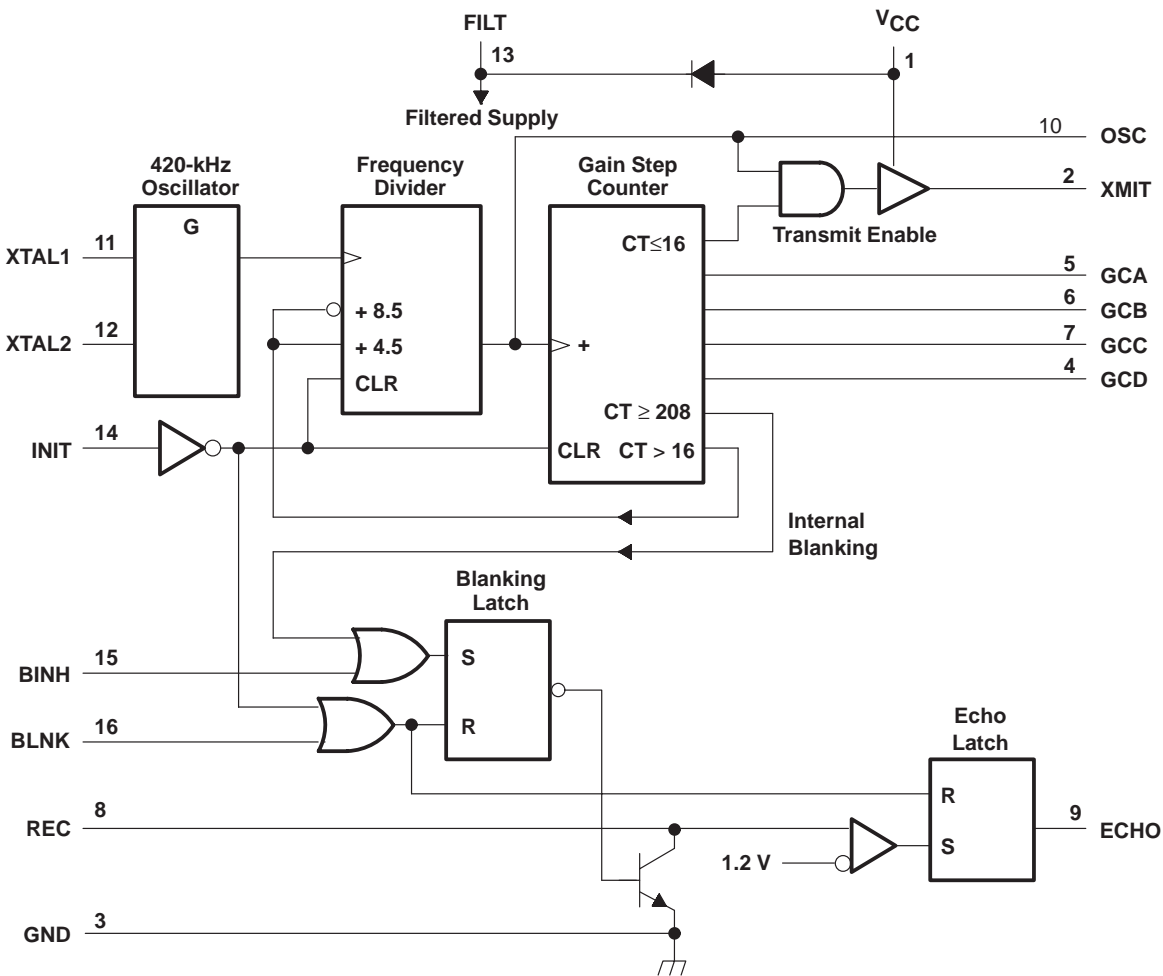 FILT
13
VCC
1
Filtered Supply
10
OSC
420-kHz
Oscillator
Frequency
Divider
Gain Step
Counter
2
XMIT
G
Transmit Enable
CT≤16
XTAL1
11
5
GCA
+ 8.5
6
GCB
XTAL2
12
+ 4.5
+
7
GCC
CLR
4
GCD
CT ≥ 208
INIT
14
CLR
CT > 16
Internal
Blanking
Blanking
Latch
BINH
15
S
BLNK
16
R
Echo
Latch
R
REC
8
9
ECHO
1.2 V
S
GND
3